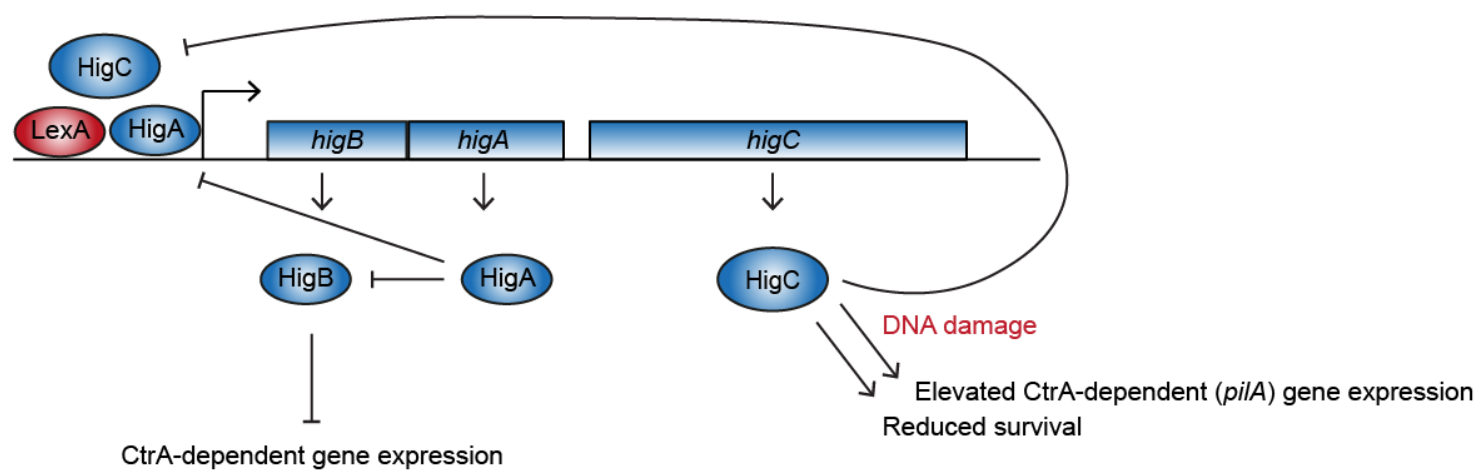 HigC
LexA
HigA
higB
higA
higC
HigB
HigA
HigC
DNA damage
Elevated CtrA-dependent (pilA) gene expression
Reduced survival
CtrA-dependent gene expression